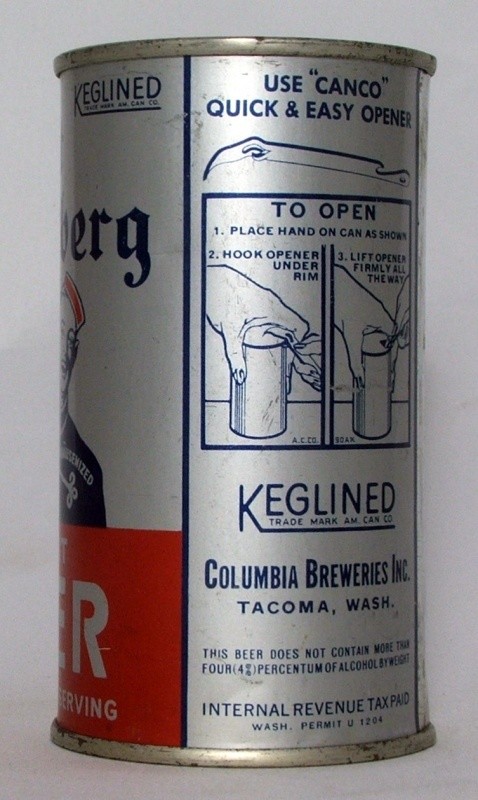 KEGLINED
TRADE MARK AM. CAN CO.
berg
T
ER
ERVING
USE "CANCO"
QUICK & EASY OPENER
TO OPEN
1. PLACE HAND ON CAN AS SHOWN
2. HOOK OPENER
UNDER
RIM
3. LIFT OPENER
FIRMLY ALL
THE WAY
A.C.CO.
90 A K
KEGLINED
TRADE MARK AM. CAN CO
COLUMBIA BREWERIES INC.
TACOMA, WASH.
THIS BEER DOES NOT CONTAIN MORE THAN
FOUR (4%) PERCENTUM OF ALCOHOL BY WEIGHT
INTERNAL REVENUE TAX PAID
WASH. PERMIT U 1204